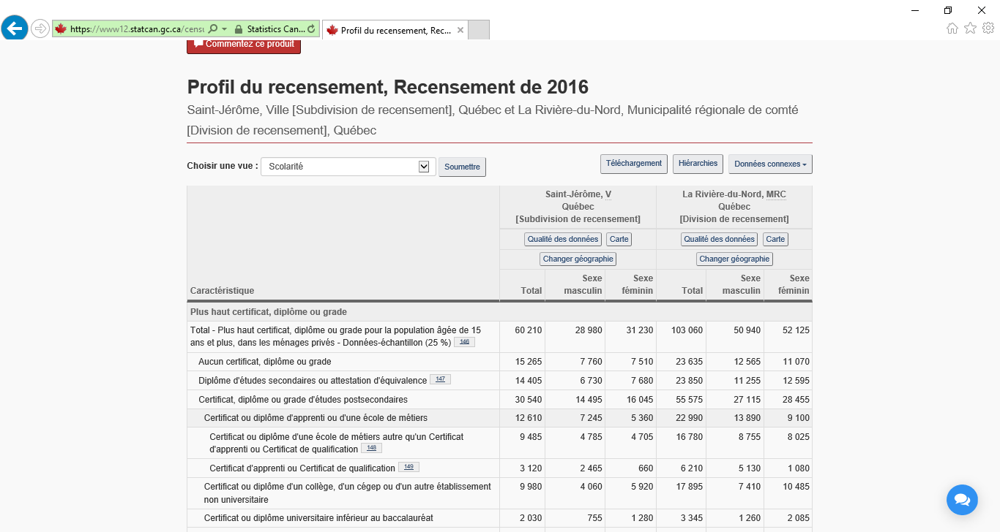 https://www12.statcan.gc.ca/censu
Statistics Can...
Profil du recensement, Rec...
Commentez ce produit
Profil du recensement, Recensement de 2016
Saint-Jérôme, Ville [Subdivision de recensement], Québec et La Rivière-du-Nord, Municipalité régionale de comté
[Division de recensement], Québec
Choisir une vue : Scolarité Soumettre Téléchargement Hiérarchies Données connexes
Saint-Jérôme, V La Rivière-du-Nord, MRC
Québec Québec
[Subdivision de recensement] [Division de recensement]
Qualité des données Carte Qualité des données Carte
Changer géographie Changer géographie
Sexe Sexe Sexe Sexe
Caractéristique Total masculin féminin Total masculin féminin
Plus haut certificat, diplôme ou grade
Total - Plus haut certificat, diplôme ou grade pour la population âgée de 15 60 210 28 980 31 230 103 060 50 940 52 125
ans et plus, dans les ménages privés - Données-échantillon (25 %) 146
Aucun certificat, diplôme ou grade 15 265 7 760 7 510 23 635 12 565 11 070
Diplôme d'études secondaires ou attestation d'équivalence 147 14 405 6 730 7 680 23 850 11 255 12 595
Certificat, diplôme ou grade d'études postsecondaires 30 540 14 495 16 045 55 575 27 115 28 455
Certificat ou diplôme d'apprenti ou d'une école de métiers 12 610 7 245 5 360 22 990 13 890 9 100
Certificat ou diplôme d'une école de métiers autre qu'un Certificat 9 485 4 785 4 705 16 780 8 755 8 025
d'apprenti ou Certificat de qualification 148
Certificat d'apprenti ou Certificat de qualification 149 3 120 2 465 660 6 210 5 130 1 080
Certificat ou diplôme d'un collège, d'un cégep ou d'un autre établissement 9 980 4 060 5 920 17 895 7 410 10 485
non universitaire
Certificat ou diplôme universitaire inférieur au baccalauréat 2 030 755 1 280 3 345 1 260 2 085